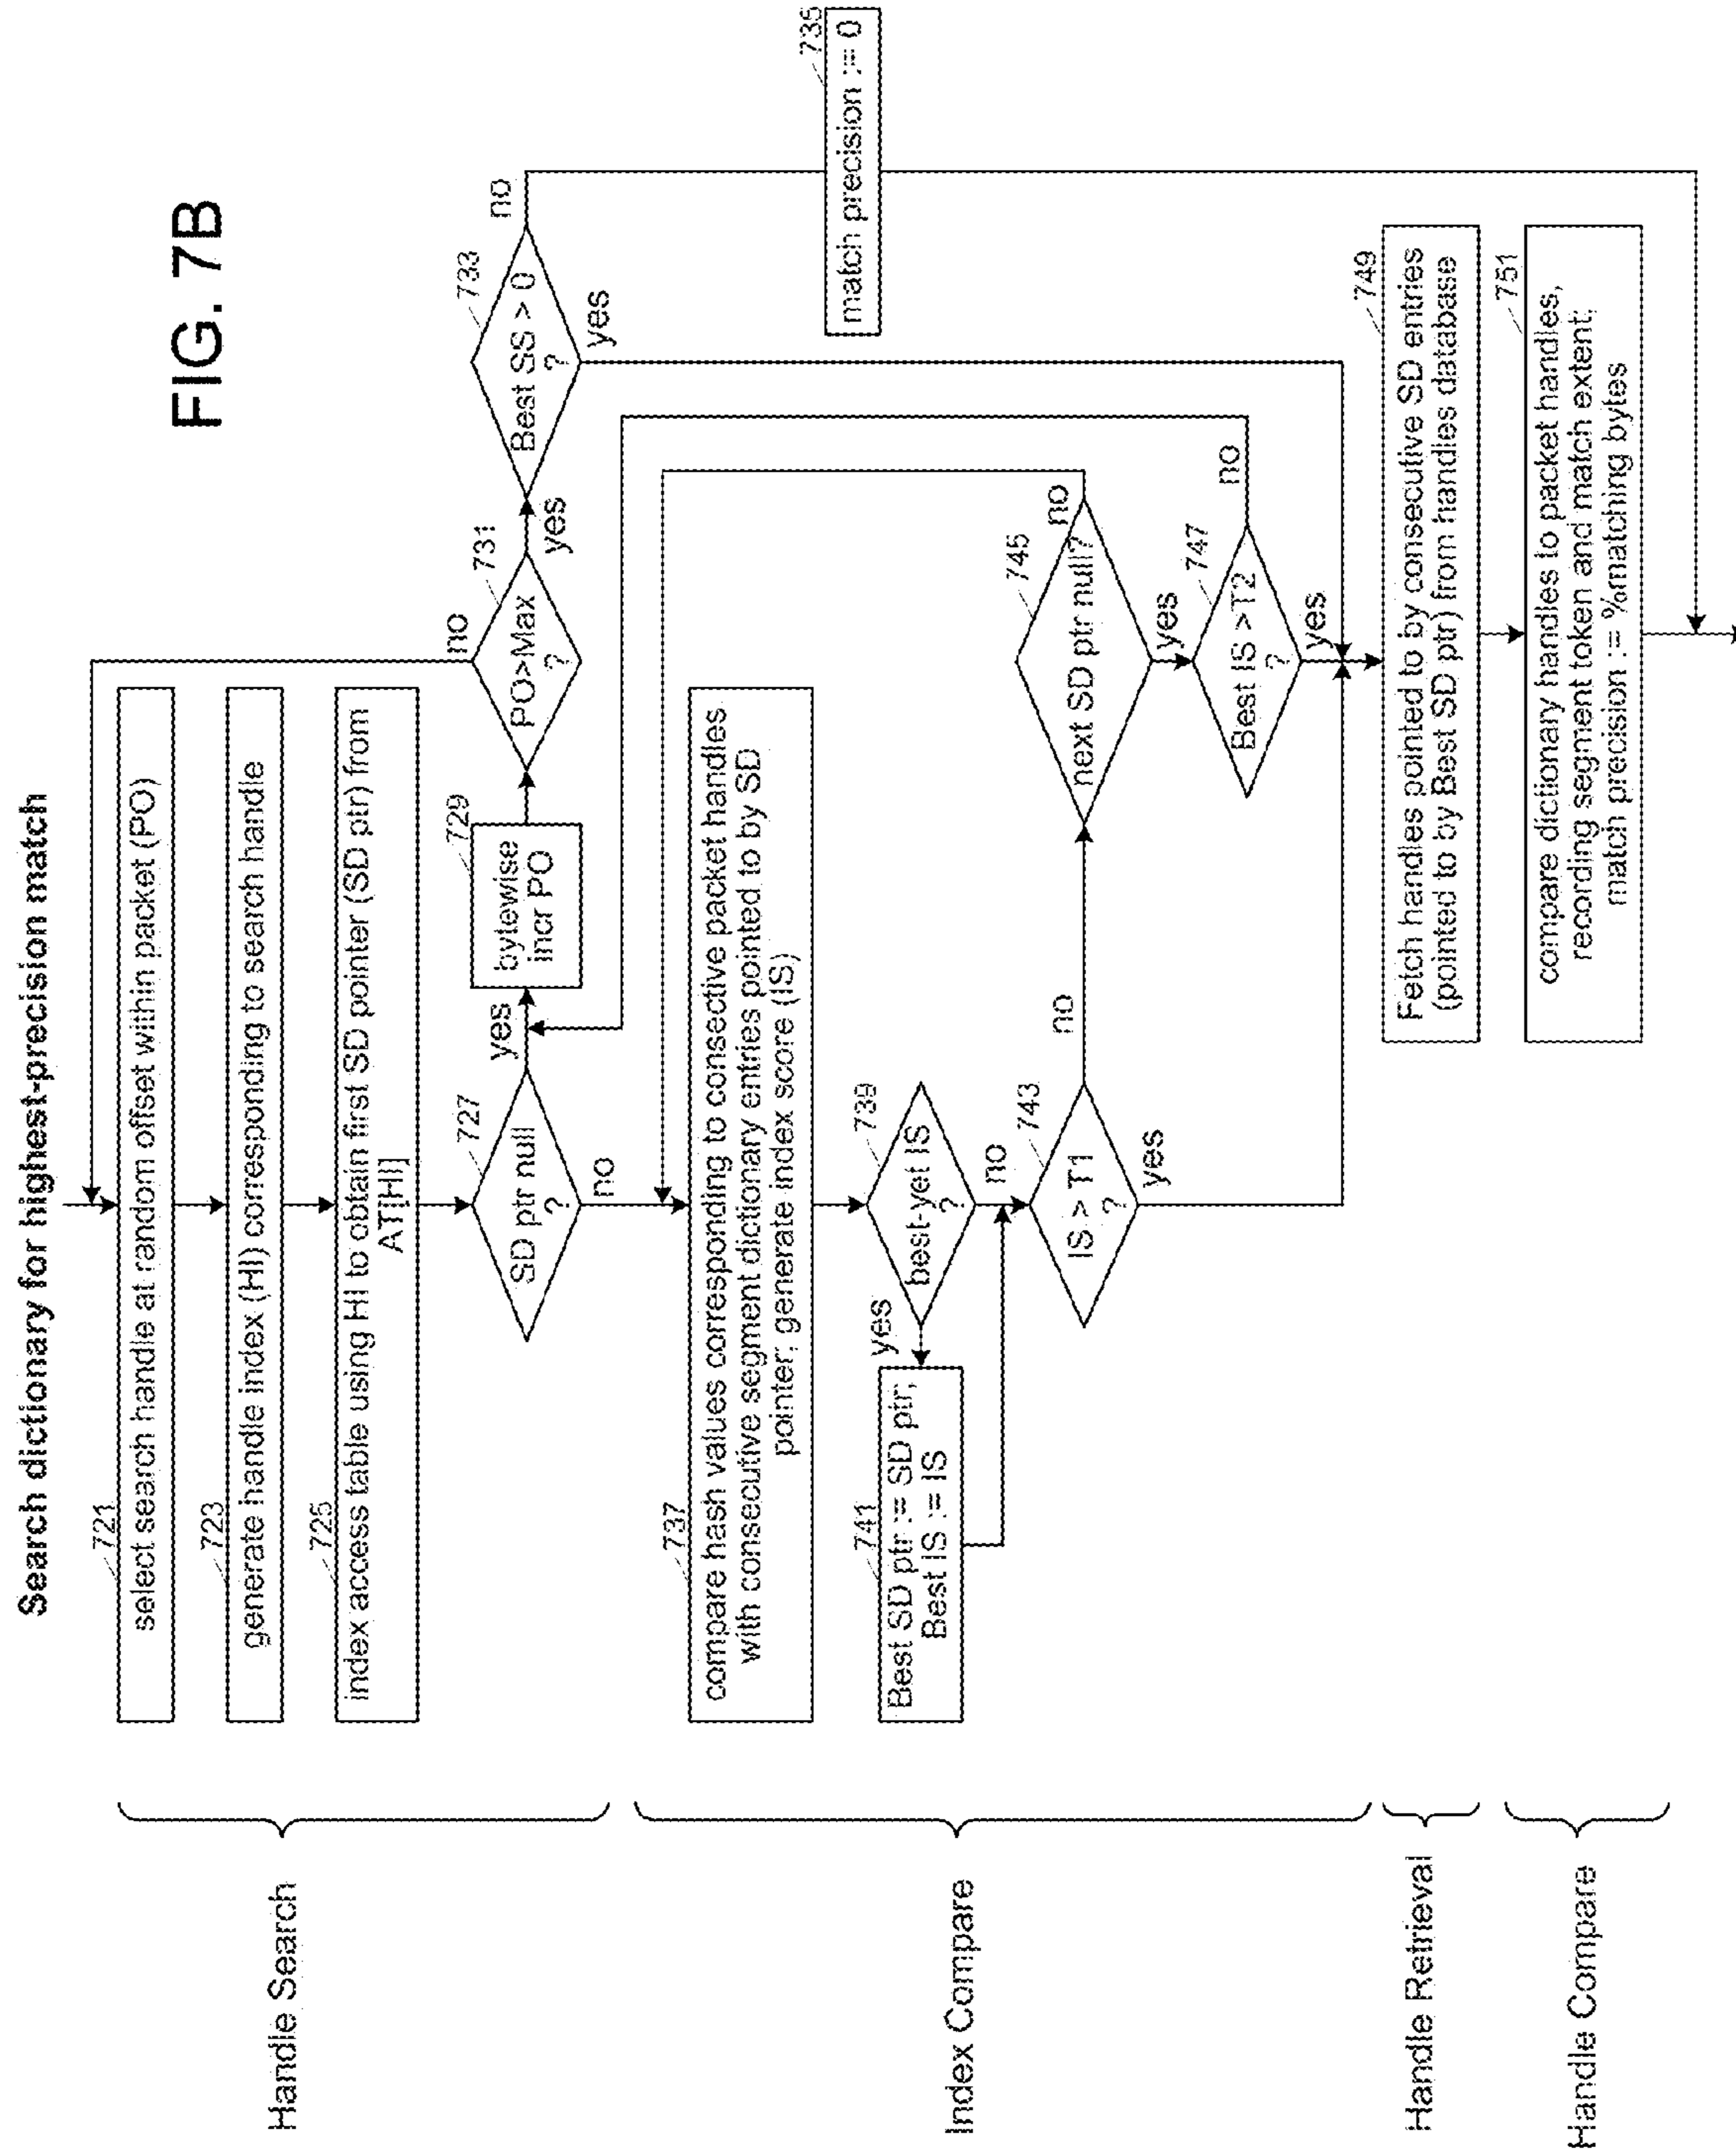 Search dictionary for highest-precision match
FIG. 7B
Handle Search
721
select search handle at random offset within packet (PO)
723
generate handle index (HI) corresponding to search handle
725
index access table using HI to obtain first SD pointer (SD ptr) from
AT[HI]
727
SD ptr null
?
yes
no
729
bytewise
incr PO
731
PO>Max
?
no
yes
733
Best SS > 0
?
no
yes
735
match precision := 0
Index Compare
737
compare hash values corresponding to consective packet handles
with consecutive segment dictionary entries pointed to by SD
pointer; generate index score (IS)
739
best-yet IS
?
yes
no
741
Best SD ptr := SD ptr;
Best IS := IS
743
IS > T1
?
no
yes
745
next SD ptr null?
no
yes
747
Best IS >T2
?
no
yes
Handle Retrieval
749
Fetch handles pointed to by consecutive SD entries
(pointed to by Best SD ptr) from handles database
Handle Compare
751
compare dictionary handles to packet handles,
recording segment token and match extent;
match precision := %matching bytes